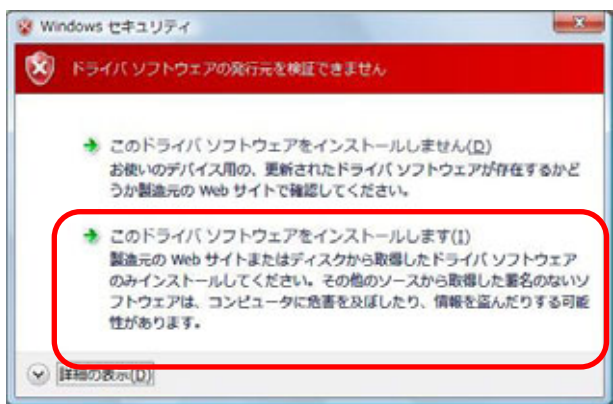 Windows セキュリティ
ドライバ ソフトウェアの発行元を検証できません
このドライバ ソフトウェアをインストールしません(D)
お使いのデバイス用の、更新されたドライバ ソフトウェアが存在するかど
うか製造元の Web サイトで確認してください。
このドライバ ソフトウェアをインストールします(I)
製造元の Web サイトまたはディスクから取得したドライバ ソフトウェア
のみインストールしてください。その他のソースから取得した署名のないソ
フトウェアは、コンピュータに危害を及ぼしたり、情報を盗んだりする可能
性があります。
詳細の表示(D)